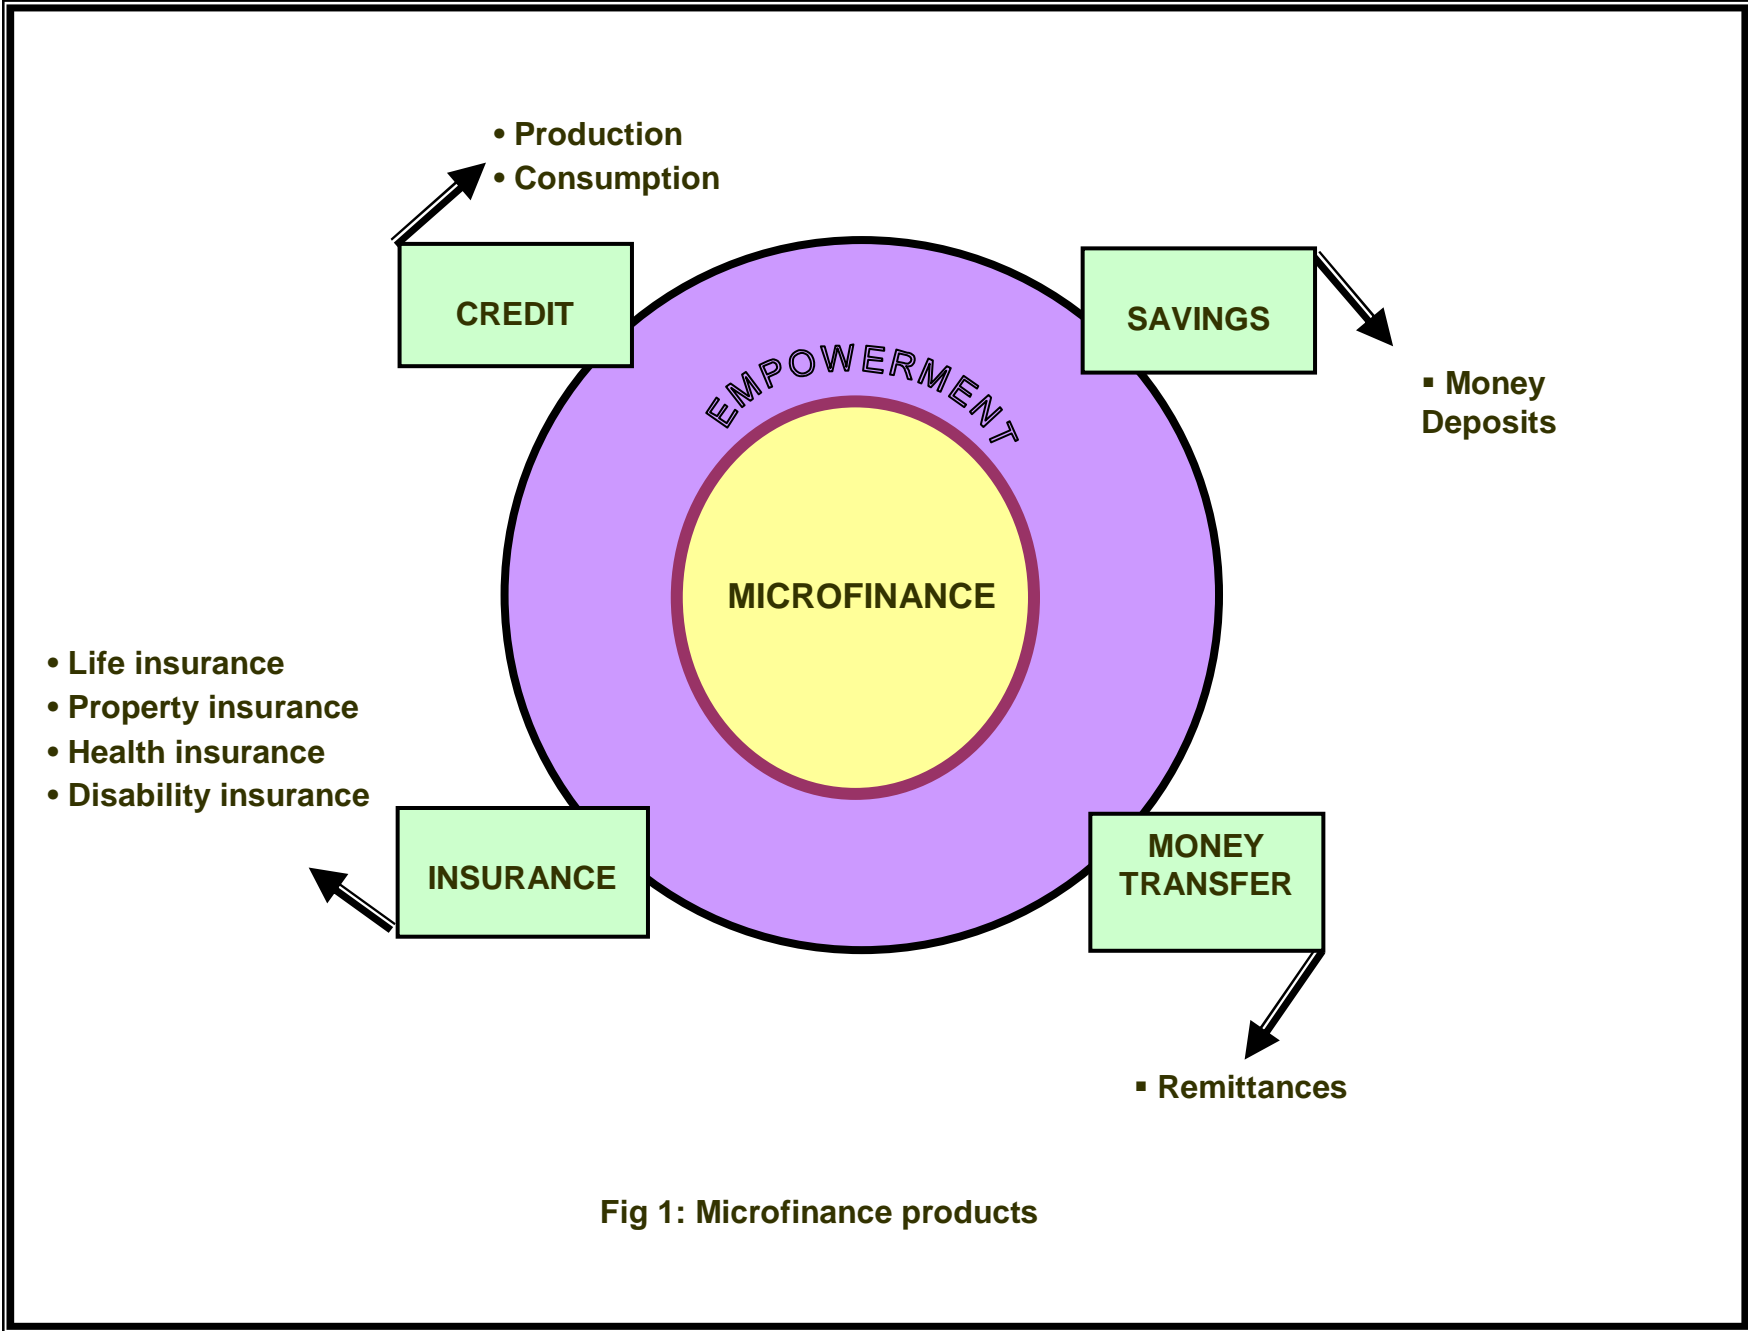 • Production
• Consumption
CREDIT
SAVINGS
EMPOWERMENT
▪ Money
Deposits
MICROFINANCE
• Life insurance
• Property insurance
• Health insurance
• Disability insurance
INSURANCE
MONEY
TRANSFER
▪ Remittances
Fig 1: Microfinance products